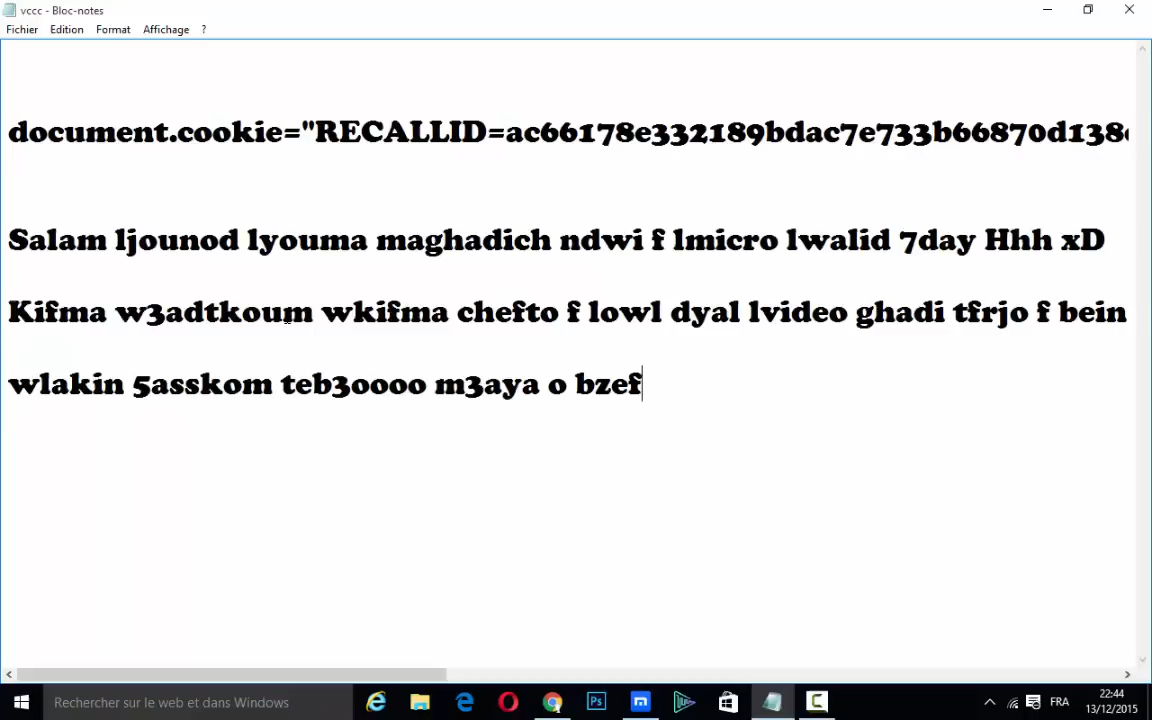 vccc - Bloc-notes
Fichier Edition Format Affichage ?
document.cookie="RECALLID=ac66178e332189bdac7e733b66870d138
Salam ljounod lyouma maghadich ndwi f lmicro lwalid 7day Hhh xD
Kifma w3adtkoum wkifma chefto f lowl dyal lvideo ghadi tfrjo f bein
wlakin 5asskom teb3oooo m3aya o bzef
Rechercher sur le web et dans Windows
FRA
22:44
13/12/2015